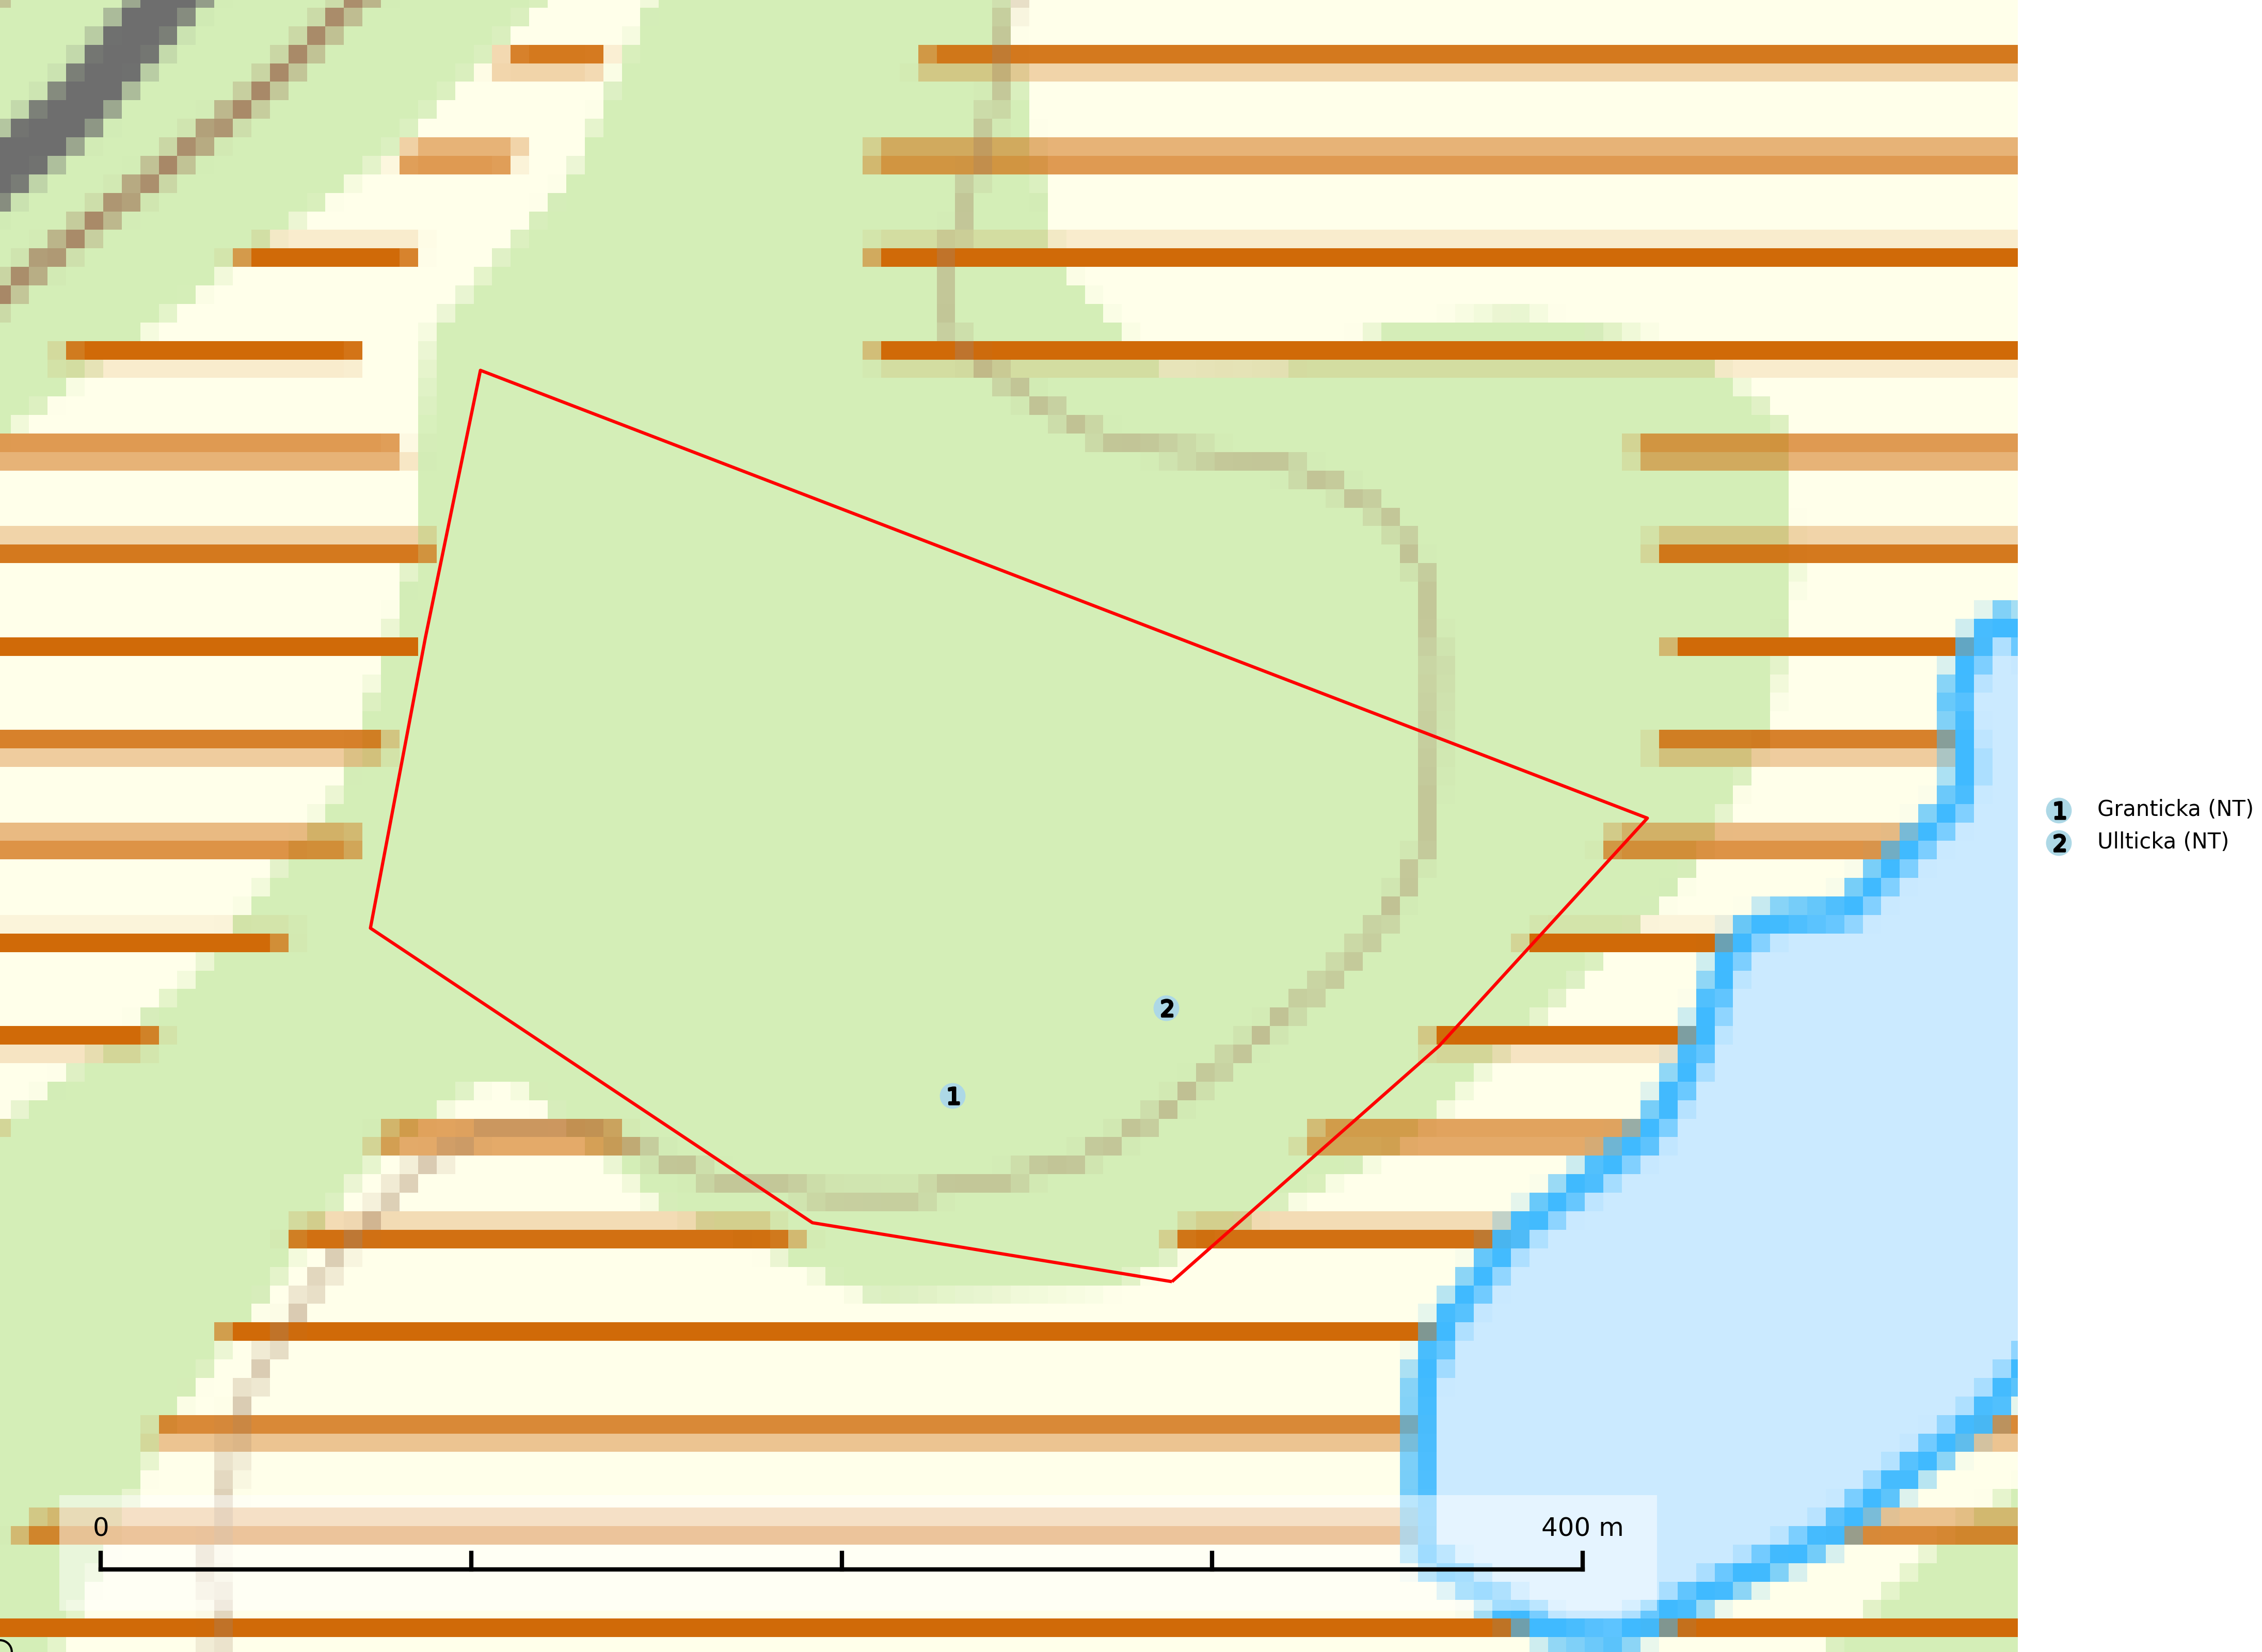 1 Granticka (NT)
2 Ullticka (NT)
2
1
0 400 m